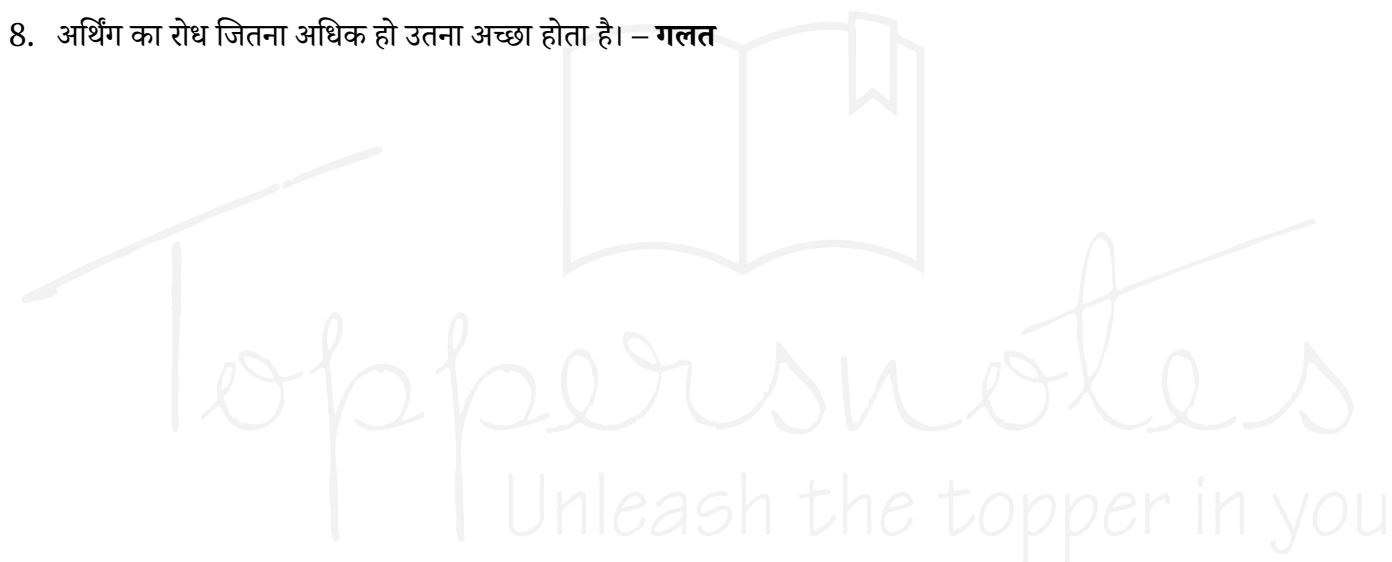 8. अर्थिंग का रोध जितना अधिक हो उतना अच्छा होता है। – गलत
Toppersnotes
Unleash the topper in you